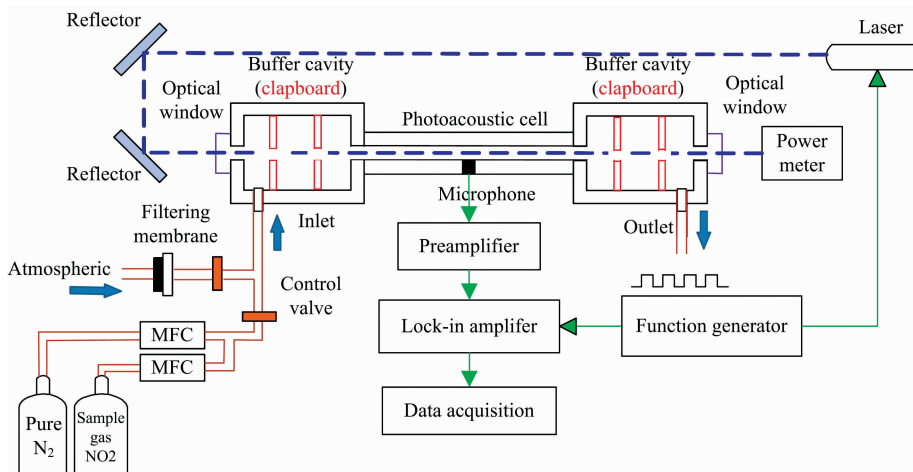 Reflector
Laser
Buffer cavity
(clapboard)
Buffer cavity
(clapboard)
Optical
window
Optical
window
Photoacoustic cell
Power
meter
Reflector
Microphone
Filtering
membrane
Inlet
Outlet
Preamplifier
Atmospheric
Control
valve
Lock-in amplifer
Function generator
MFC
MFC
Data acquisition
Pure
N2
Sample
gas
NO2